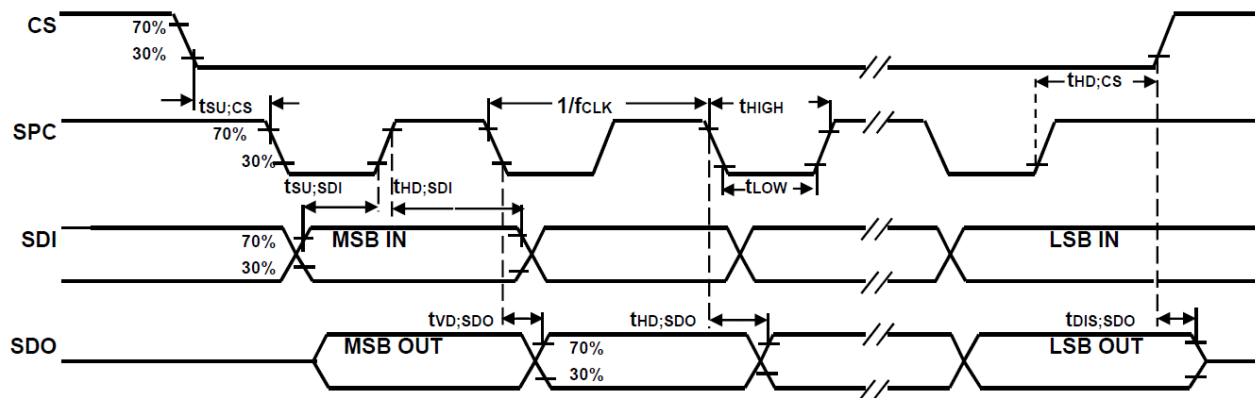 CS 70%
30%
tSU;CS 1/fCLK tHIGH tHD;CS
SPC 70%
30%
tSU;SDI tHD;SDI tLOW
SDI 70% MSB IN LSB IN
30%
tVD;SDO tHD;SDO tDIS;SDO
SDO MSB OUT 70% LSB OUT
30%